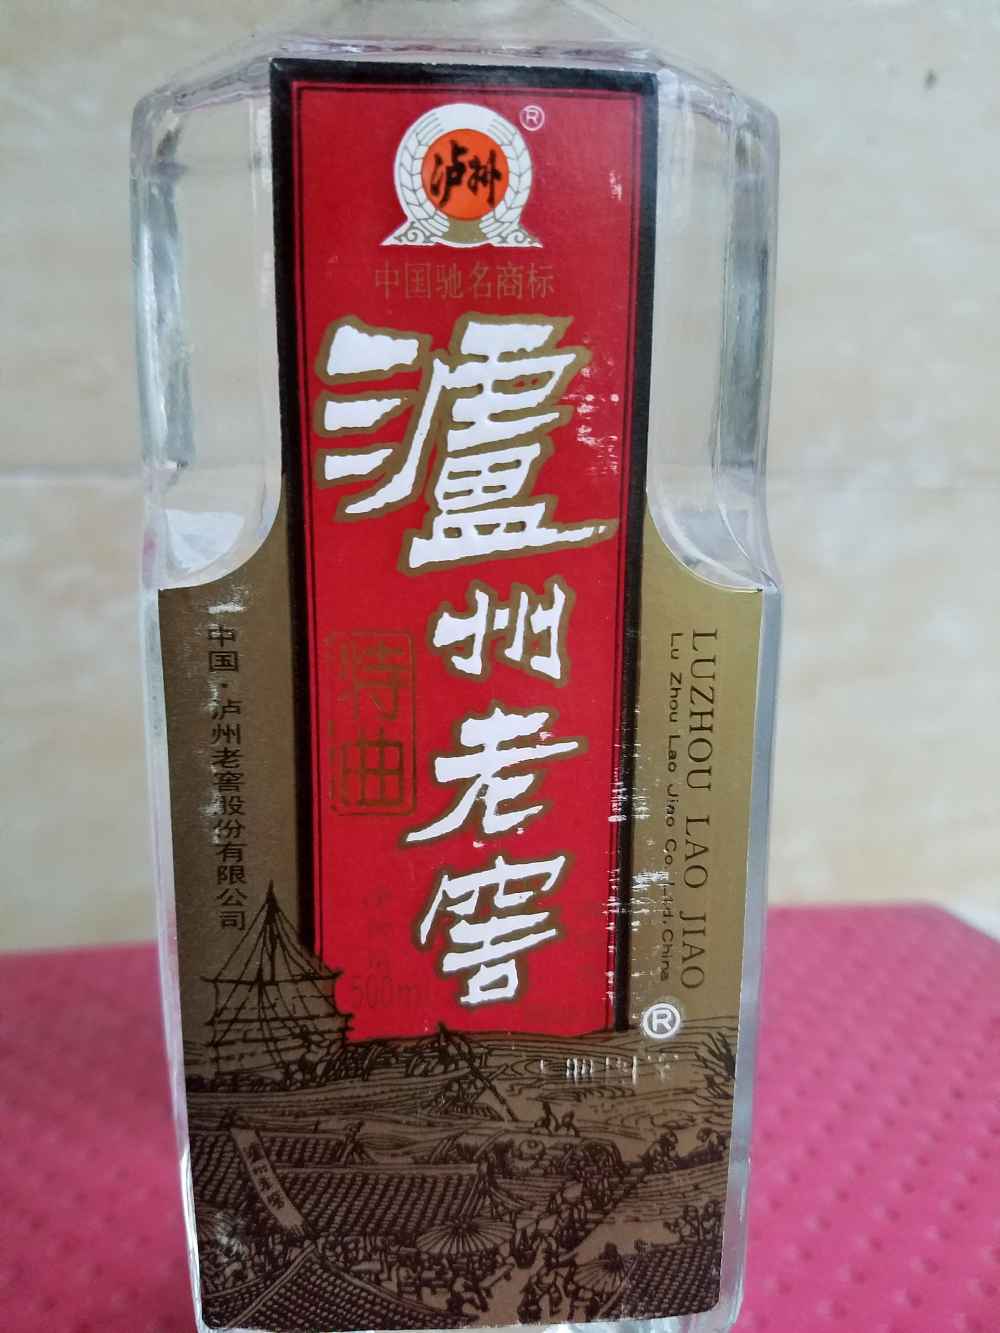 泸州
®
中国驰名商标
瀘州老窖
特曲
中国·泸州老窖股份有限公司
LUZHOU LAO JIAO
Lu Zhou Lao Jiao Co.,Ltd.China
500m
®